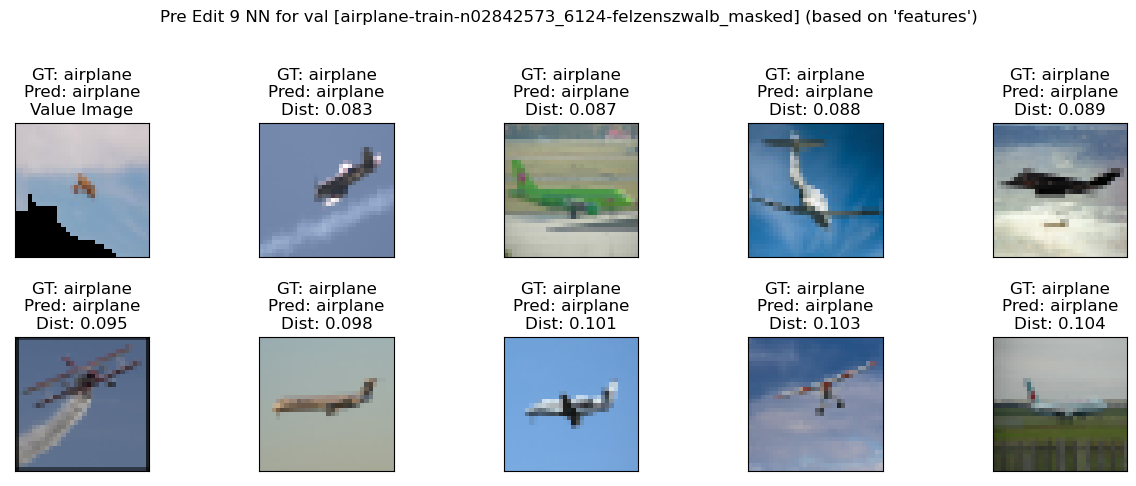 Pre Edit 9 NN for val [airplane-train-n02842573_6124-felzenszwalb_masked] (based on 'features')
GT: airplane
Pred: airplane
Value Image
GT: airplane
Pred: airplane
Dist: 0.083
GT: airplane
Pred: airplane
Dist: 0.087
GT: airplane
Pred: airplane
Dist: 0.088
GT: airplane
Pred: airplane
Dist: 0.089
GT: airplane
Pred: airplane
Dist: 0.095
GT: airplane
Pred: airplane
Dist: 0.098
GT: airplane
Pred: airplane
Dist: 0.101
GT: airplane
Pred: airplane
Dist: 0.103
GT: airplane
Pred: airplane
Dist: 0.104